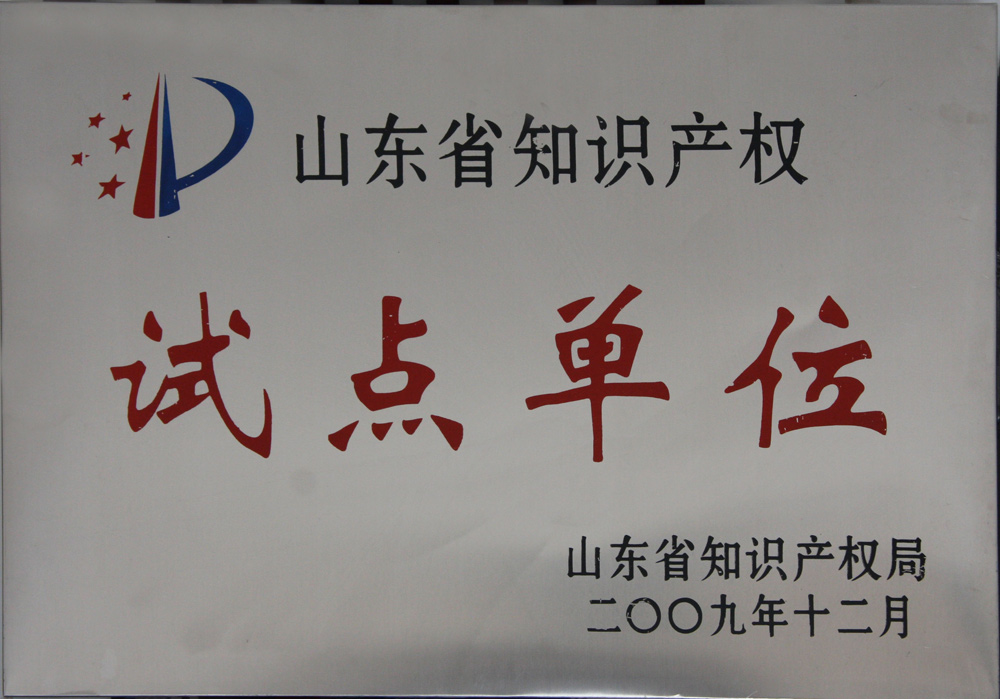 山东省知识产权
试点单位
山东省知识产权局
二〇〇九年十二月